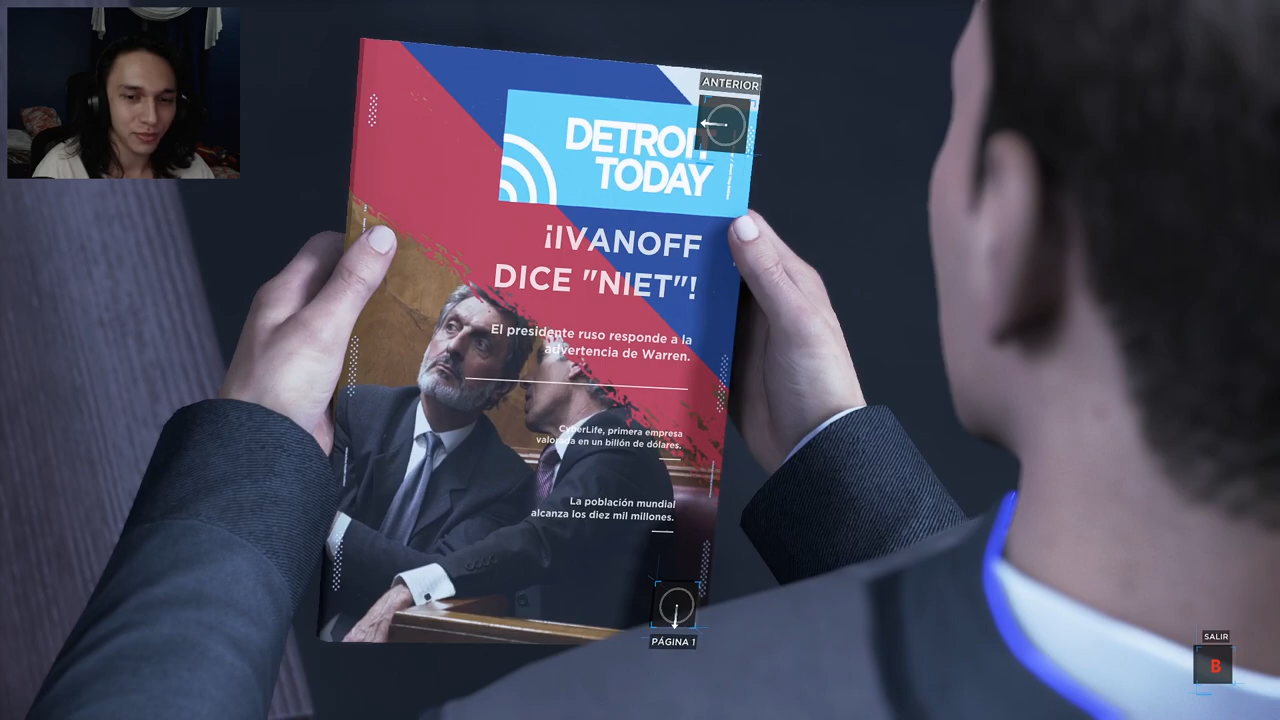 ANTERIOR
DETROIT
TODAY
¡IVANOFF
DICE "NIET"!
El presidente ruso responde a la
advertencia de Warren.
CyberLife, primera empresa
valorada en un billón de dólares.
La población mundial
alcanza los diez mil millones.
PÁGINA 1
SALIR
B